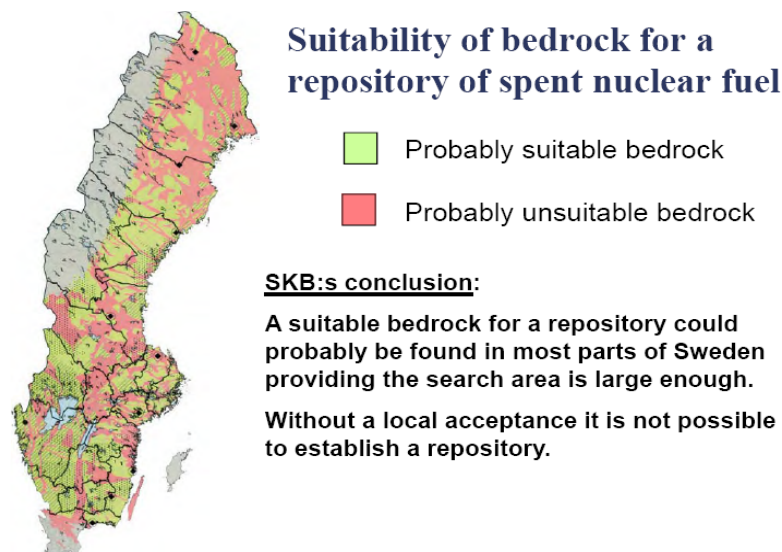 Suitability of bedrock for a
repository of spent nuclear fuel
Probably suitable bedrock
Probably unsuitable bedrock
SKB:s conclusion:
A suitable bedrock for a repository could
probably be found in most parts of Sweden
providing the search area is large enough.
Without a local acceptance it is not possible
to establish a repository.